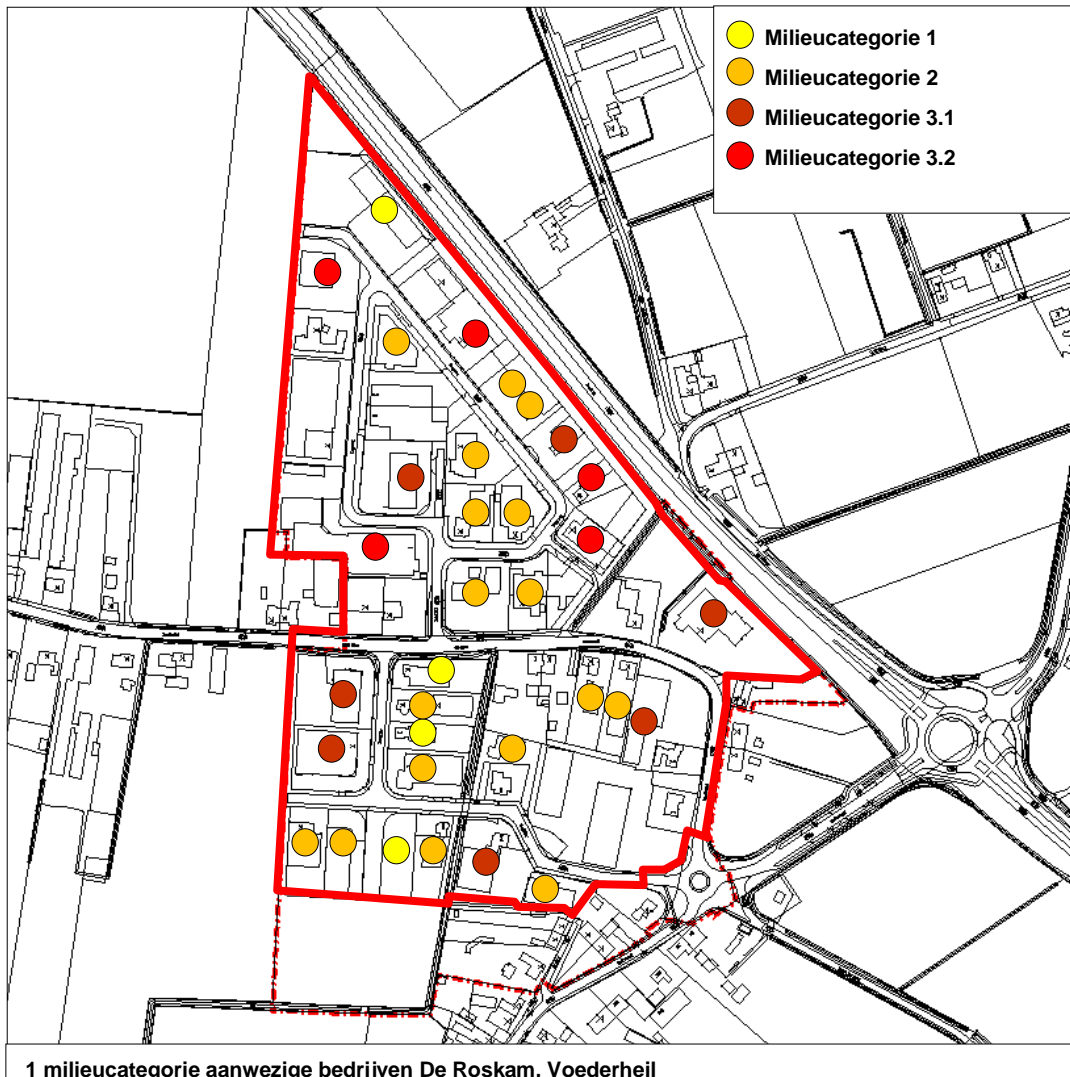 Milieucategorie 1
Milieucategorie 2
Milieucategorie 3.1
Milieucategorie 3.2
1 milieucategorie aanwezige bedrijven De Roskam, Voederheil